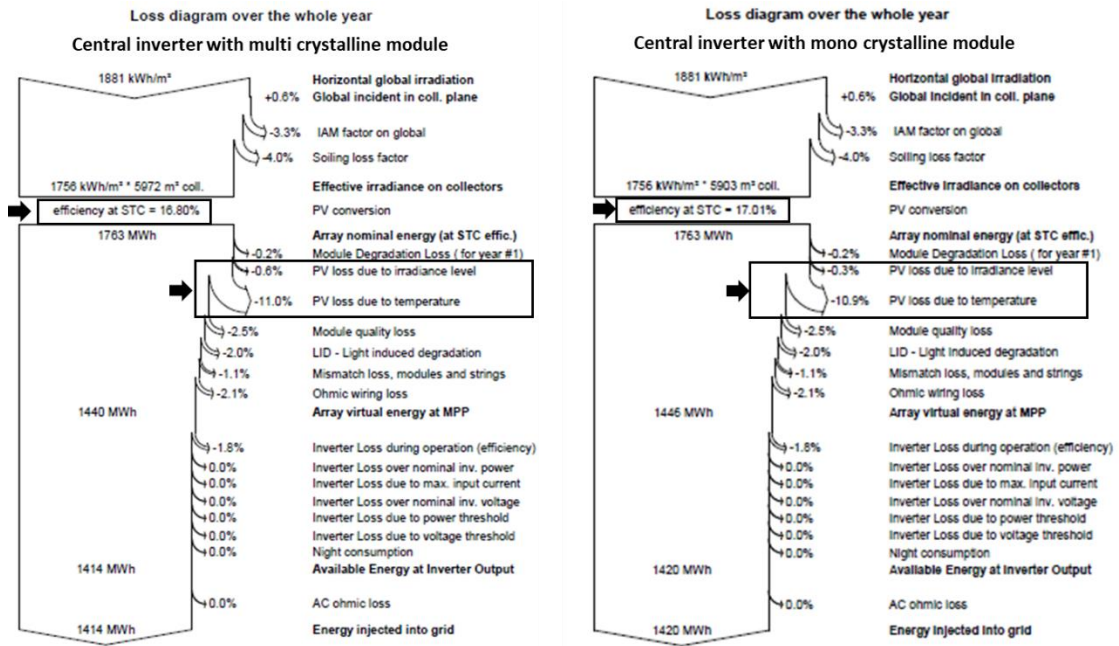 Loss diagram over the whole year
Central inverter with multi crystalline module
1881 kWh/m² Horizontal global irradiation
+0.6% Global incident in coll. plane
-3.3% IAM factor on global
-4.0% Soiling loss factor
1756 kWh/m² * 5972 m² coll. Effective irradiance on collectors
efficiency at STC = 16.80% PV conversion
1763 MWh Array nominal energy (at STC effic.)
-0.2% Module Degradation Loss ( for year #1)
-0.6% PV loss due to irradiance level
-11.0% PV loss due to temperature
-2.5% Module quality loss
-2.0% LID - Light induced degradation
-1.1% Mismatch loss, modules and strings
-2.1% Ohmic wiring loss
1440 MWh Array virtual energy at MPP
-1.8% Inverter Loss during operation (efficiency)
0.0% Inverter Loss over nominal inv. power
0.0% Inverter Loss due to max. input current
0.0% Inverter Loss over nominal inv. voltage
0.0% Inverter Loss due to power threshold
0.0% Inverter Loss due to voltage threshold
0.0% Night consumption
1414 MWh Available Energy at Inverter Output
0.0% AC ohmic loss
1414 MWh Energy injected into grid
Loss diagram over the whole year
Central inverter with mono crystalline module
1881 kWh/m² Horizontal global irradiation
+0.6% Global incident in coll. plane
-3.3% IAM factor on global
-4.0% Soiling loss factor
1756 kWh/m² * 5903 m² coll. Effective irradiance on collectors
efficiency at STC = 17.01% PV conversion
1763 MWh Array nominal energy (at STC effic.)
-0.2% Module Degradation Loss ( for year #1)
-0.3% PV loss due to irradiance level
-10.9% PV loss due to temperature
-2.5% Module quality loss
-2.0% LID - Light induced degradation
-1.1% Mismatch loss, modules and strings
-2.1% Ohmic wiring loss
1446 MWh Array virtual energy at MPP
-1.8% Inverter Loss during operation (efficiency)
0.0% Inverter Loss over nominal inv. power
0.0% Inverter Loss due to max. input current
0.0% Inverter Loss over nominal inv. voltage
0.0% Inverter Loss due to power threshold
0.0% Inverter Loss due to voltage threshold
0.0% Night consumption
1420 MWh Available Energy at Inverter Output
0.0% AC ohmic loss
1420 MWh Energy injected into grid